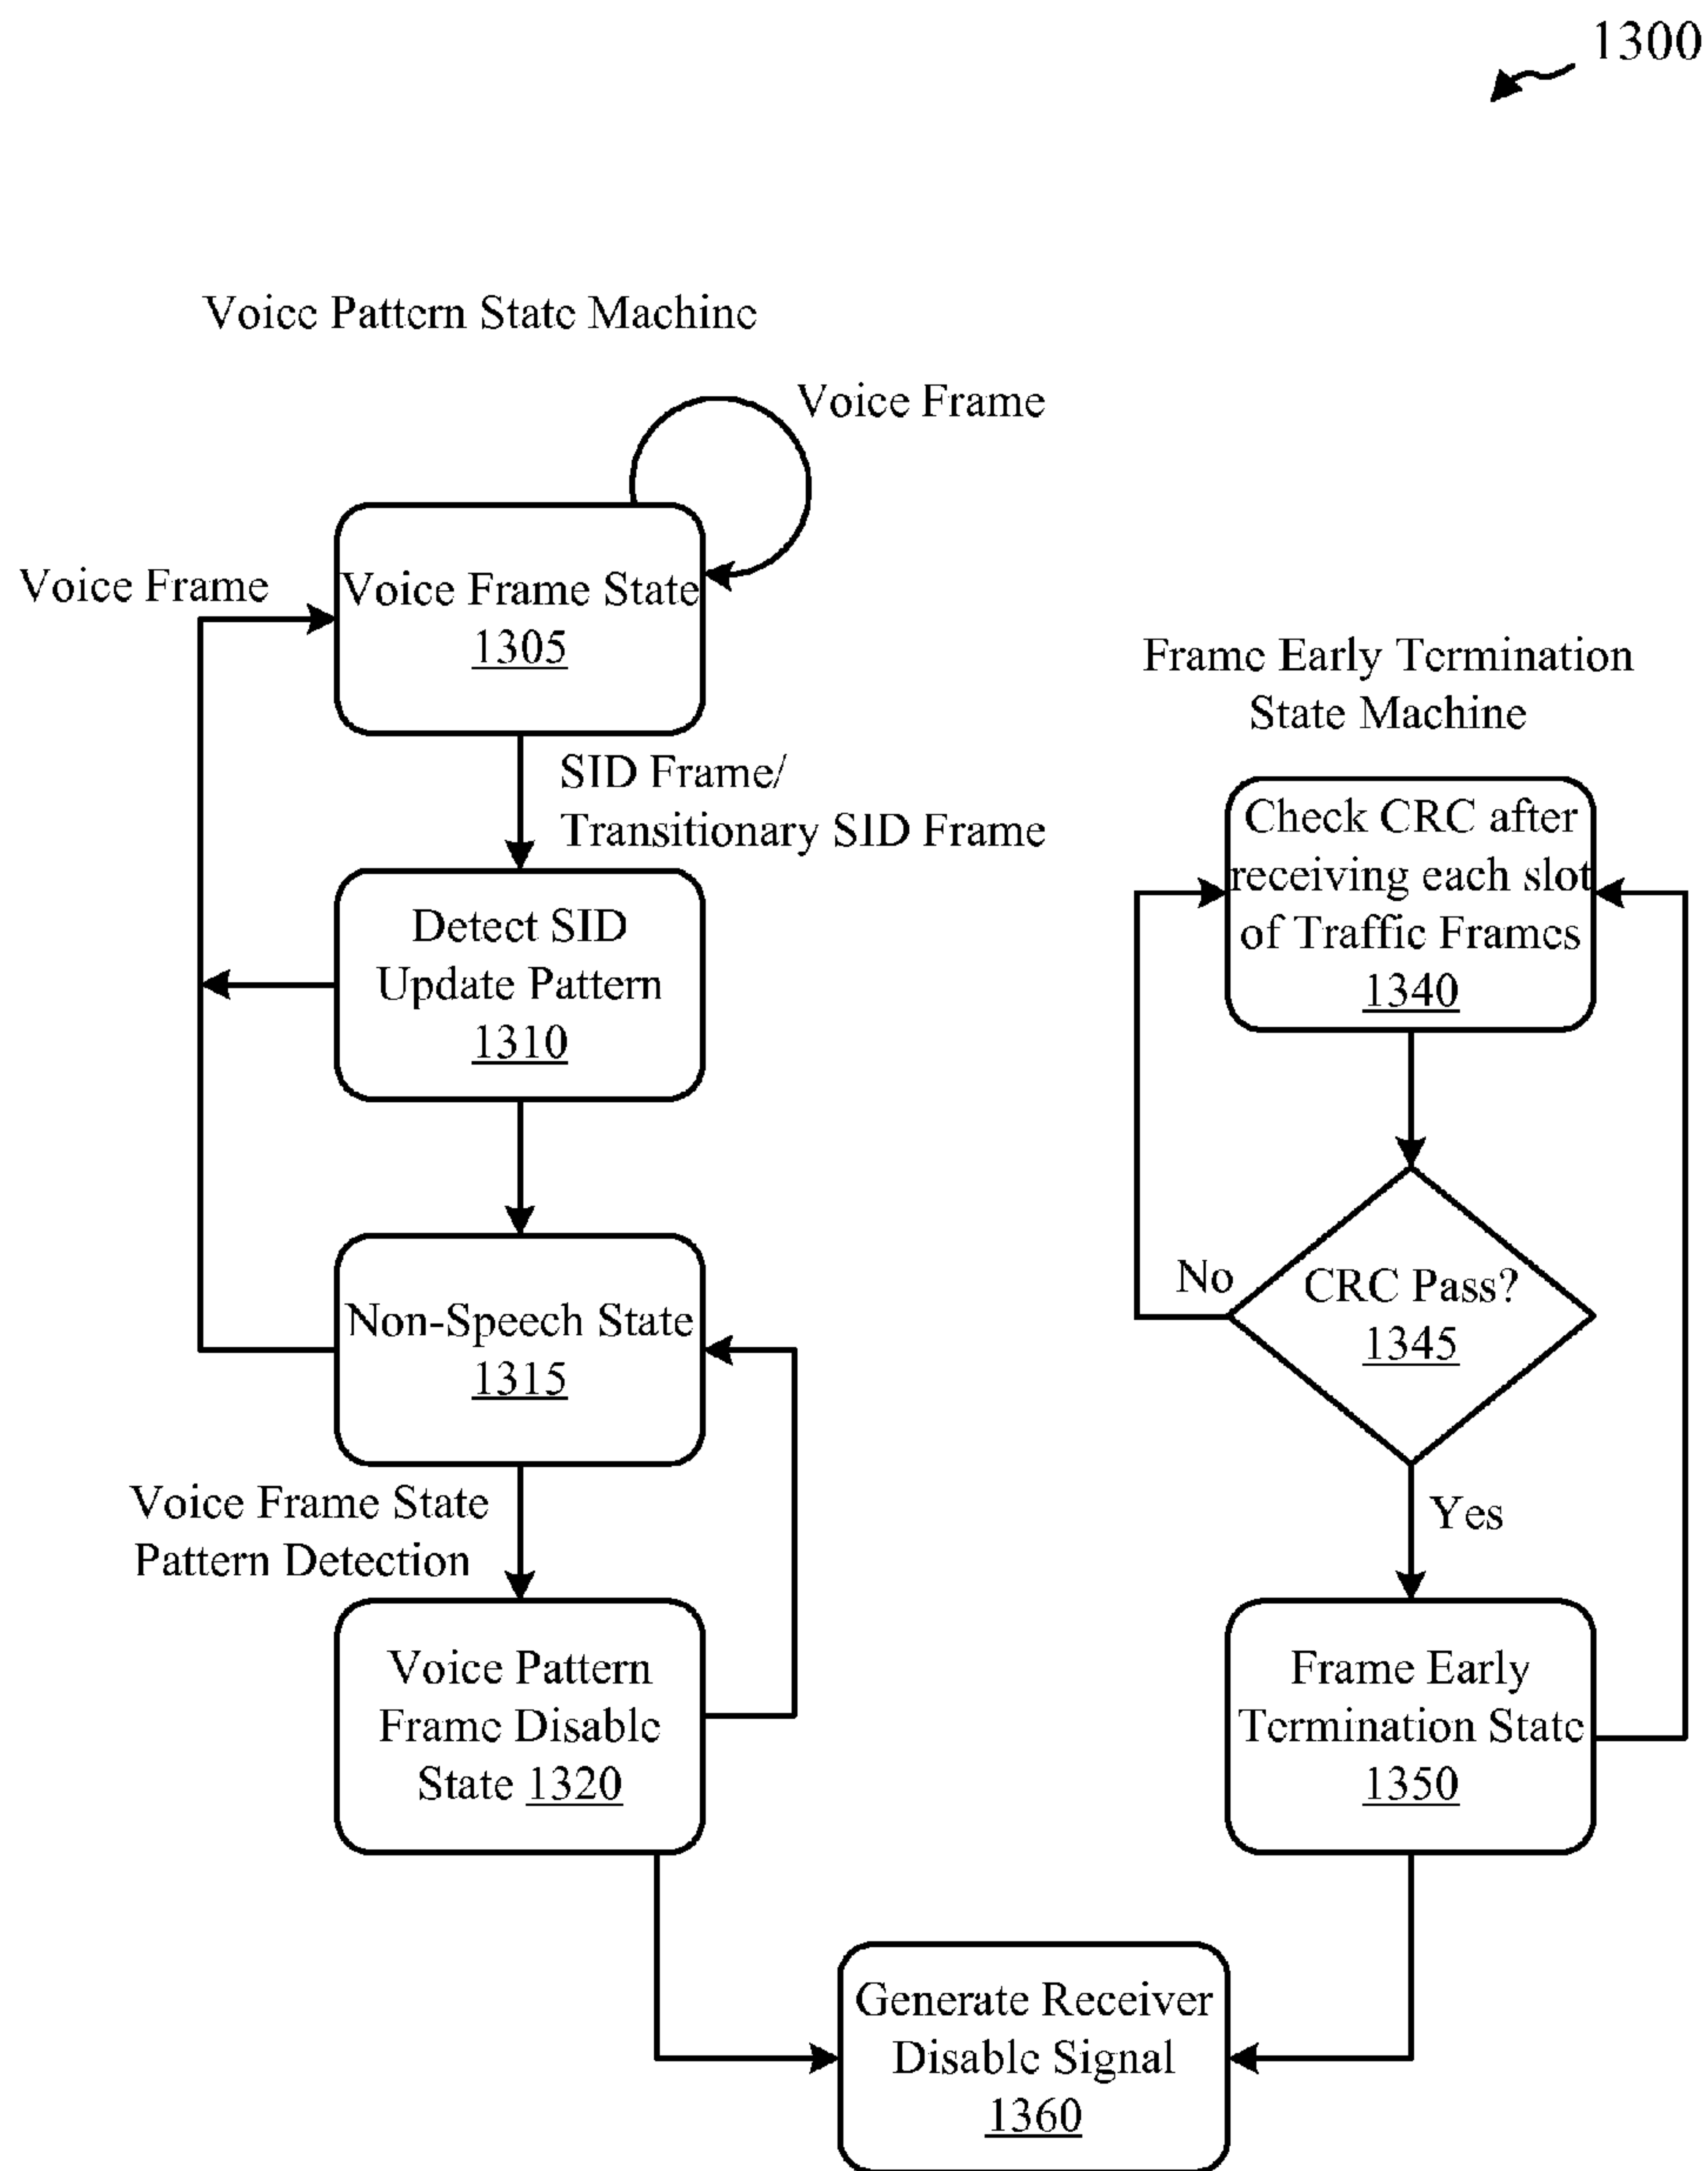 1300
Voice Pattern State Machine
Voice Frame
Voice Frame
Voice Frame State
1305
SID Frame/
Transitionary SID Frame
Detect SID
Update Pattern
1310
Non-Speech State
1315
Voice Frame State
Pattern Detection
Voice Pattern
Frame Disable
State 1320
Frame Early Termination
State Machine
Check CRC after
receiving each slot
of Traffic Frames
1340
No
CRC Pass?
1345
Yes
Frame Early
Termination State
1350
Generate Receiver
Disable Signal
1360